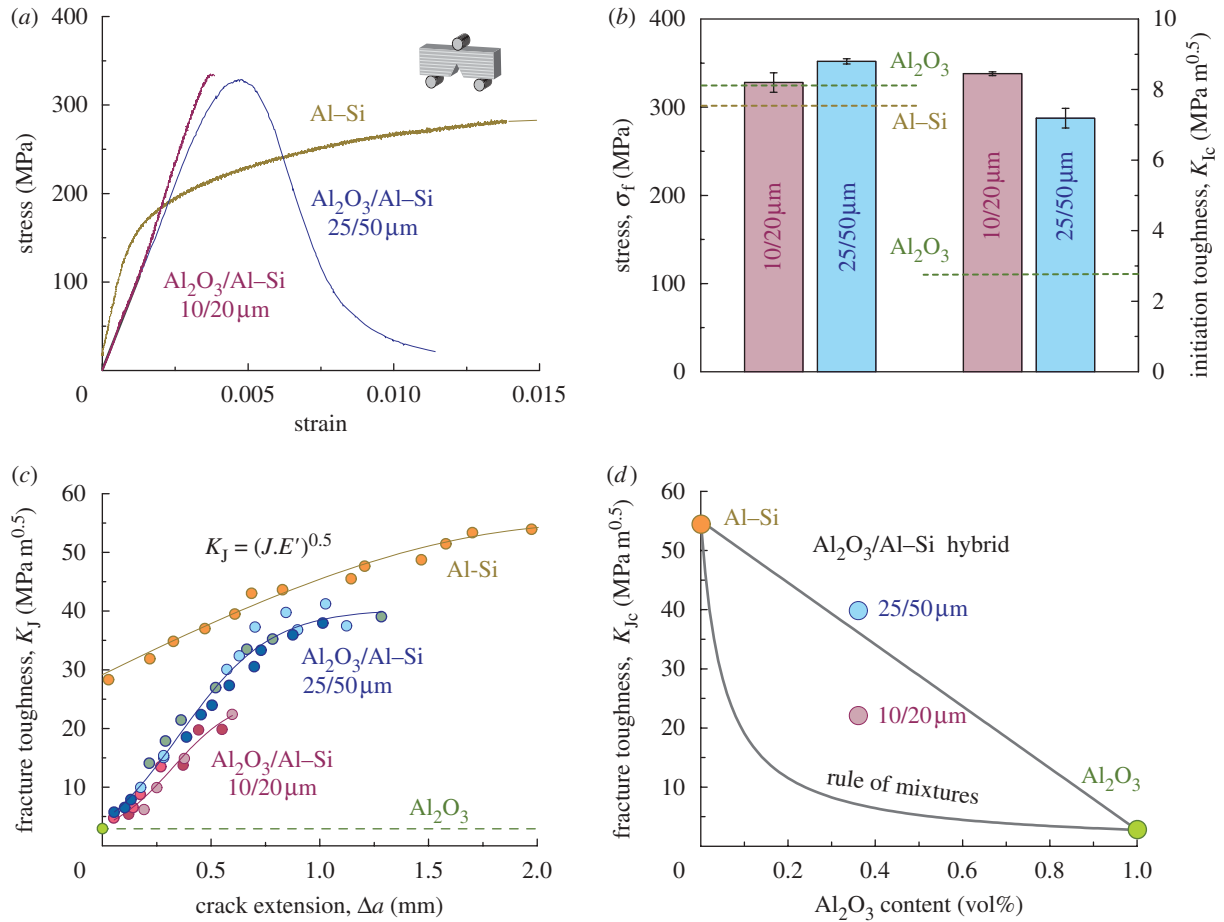 (a)
400
300
200
100
0
0.005
0.010
0.015
stress (MPa)
strain
Al–Si
Al₂O₃/Al–Si
25/50 µm
Al₂O₃/Al–Si
10/20 µm
(b)
400
300
200
100
0
stress, σf (MPa)
10
8
6
4
2
0
initiation toughness, KIc (MPa m^0.5)
Al₂O₃
Al–Si
Al₂O₃
10/20 µm
25/50 µm
10/20 µm
25/50 µm
(c)
60
50
40
30
20
10
0
0.5
1.0
1.5
2.0
fracture toughness, KJ (MPa m^0.5)
crack extension, Δa (mm)
KJ = (J.E')^0.5
Al-Si
Al₂O₃/Al–Si
25/50 µm
Al₂O₃/Al–Si
10/20 µm
Al₂O₃
(d)
60
50
40
30
20
10
0
0.2
0.4
0.6
0.8
1.0
fracture toughness, KJc (MPa m^0.5)
Al₂O₃ content (vol%)
Al–Si
Al₂O₃/Al–Si hybrid
25/50 µm
10/20 µm
rule of mixtures
Al₂O₃